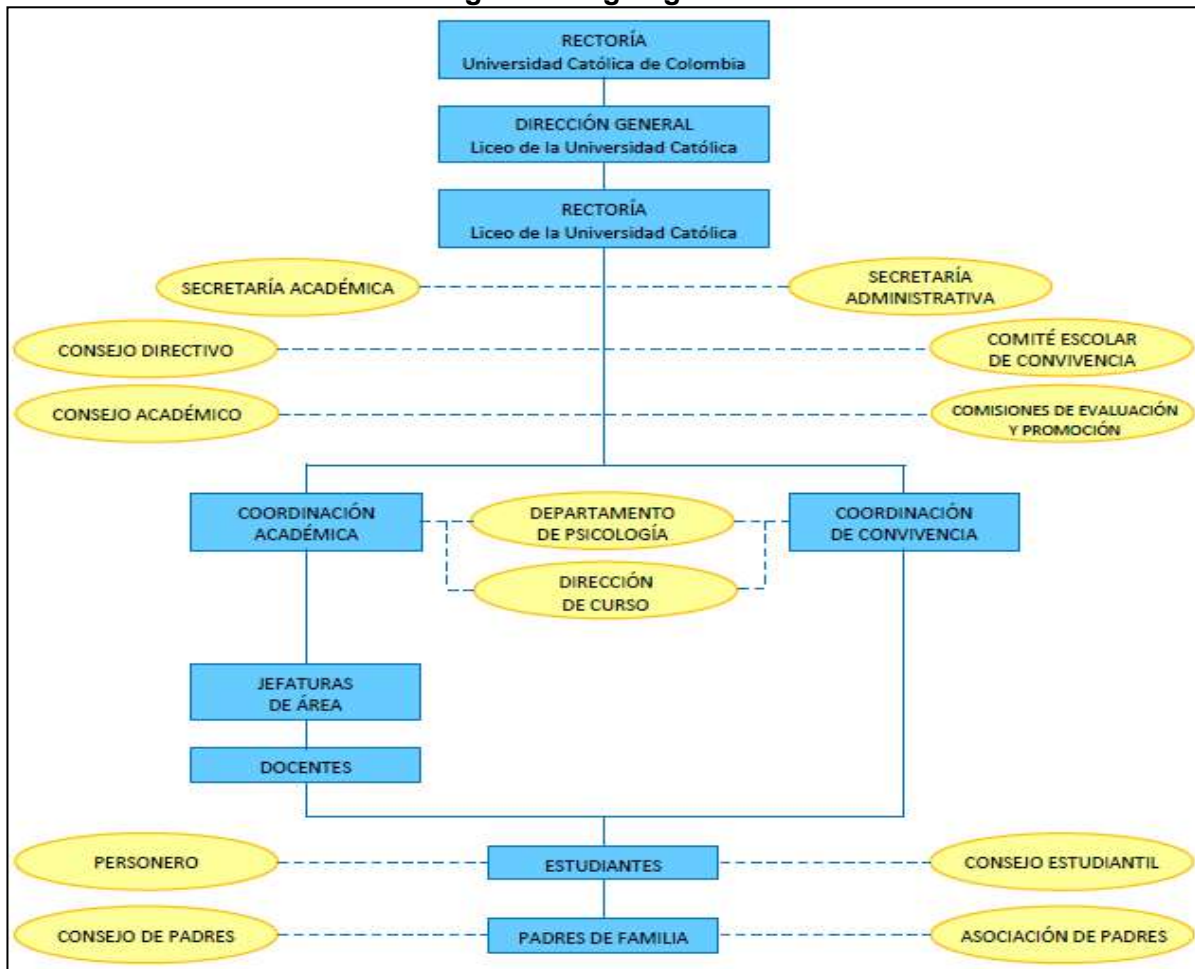 RECTORÍA
Universidad Católica de Colombia
DIRECCIÓN GENERAL
Liceo de la Universidad Católica
RECTORÍA
Liceo de la Universidad Católica
SECRETARÍA ACADÉMICA
SECRETARÍA
ADMINISTRATIVA
CONSEJO DIRECTIVO
COMITÉ ESCOLAR
DE CONVIVENCIA
CONSEJO ACADÉMICO
COMISIONES DE EVALUACIÓN
Y PROMOCIÓN
COORDINACIÓN
ACADÉMICA
DEPARTAMENTO
DE PSICOLOGÍA
COORDINACIÓN
DE CONVIVENCIA
DIRECCIÓN
DE CURSO
JEFATURAS
DE ÁREA
DOCENTES
PERSONERO
ESTUDIANTES
CONSEJO ESTUDIANTIL
CONSEJO DE PADRES
PADRES DE FAMILIA
ASOCIACIÓN DE PADRES